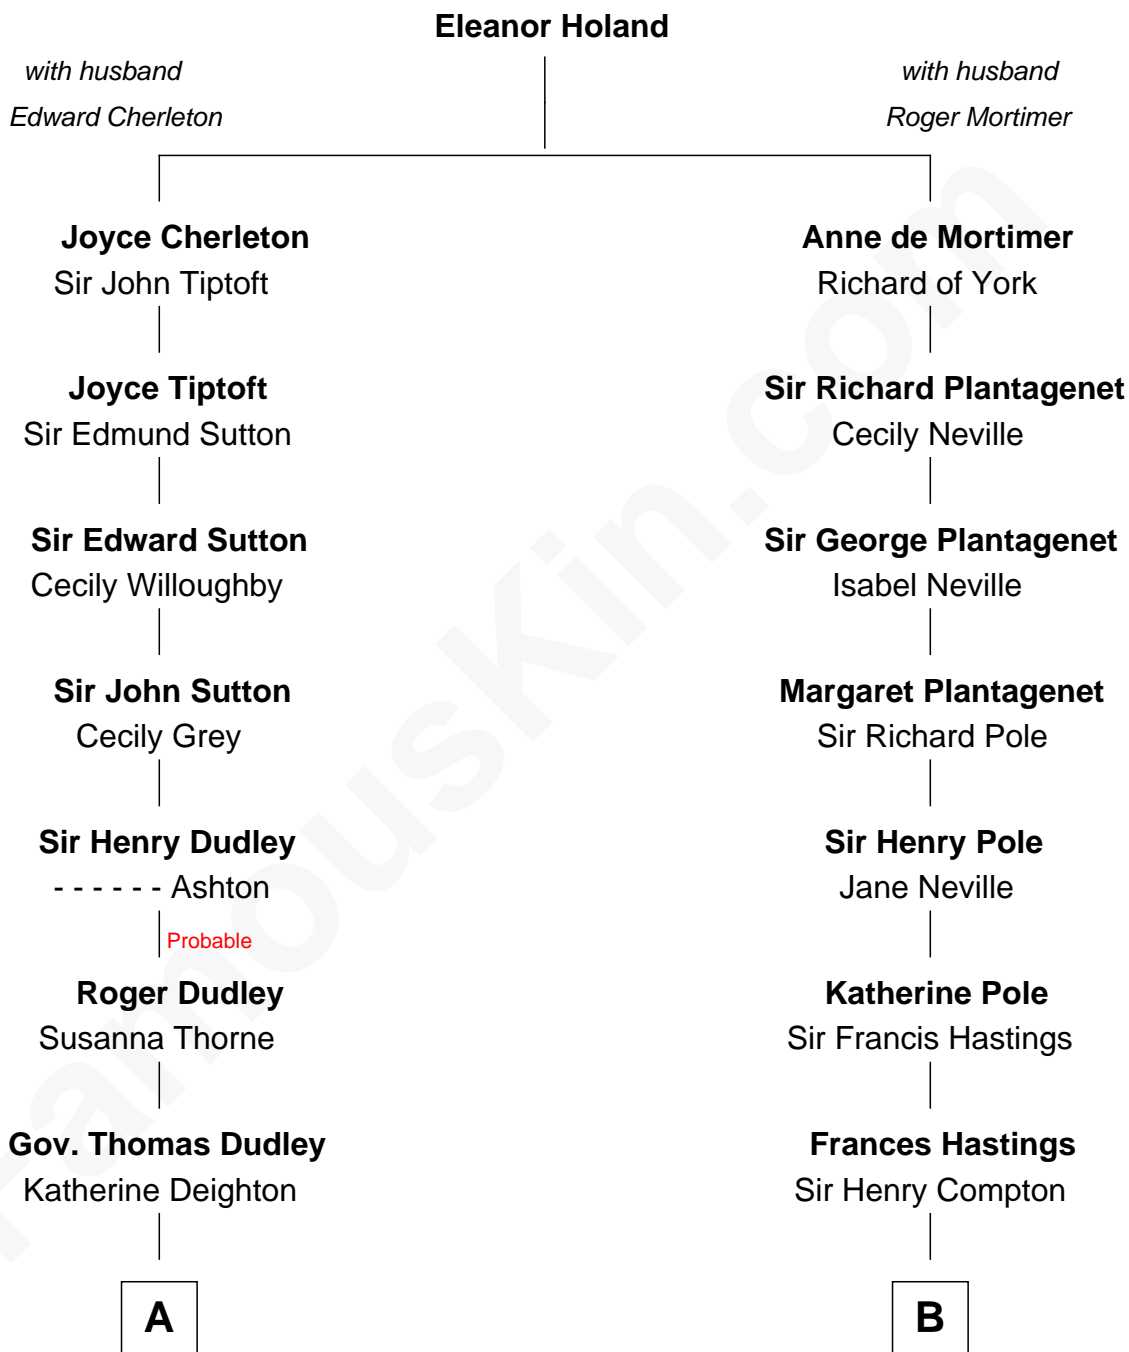 Eleanor Holand
with husband
Edward Cherleton
with husband
Roger Mortimer
Joyce Cherleton
Sir John Tiptoft
Anne de Mortimer
Richard of York
Joyce Tiptoft
Sir Edmund Sutton
Sir Richard Plantagenet
Cecily Neville
Sir Edward Sutton
Cecily Willoughby
Sir George Plantagenet
Isabel Neville
Sir John Sutton
Cecily Grey
Margaret Plantagenet
Sir Richard Pole
Sir Henry Dudley
- - - - - - Ashton
Probable
Sir Henry Pole
Jane Neville
Roger Dudley
Susanna Thorne
Katherine Pole
Sir Francis Hastings
Gov. Thomas Dudley
Katherine Deighton
Frances Hastings
Sir Henry Compton
A
B
FamousKin.com